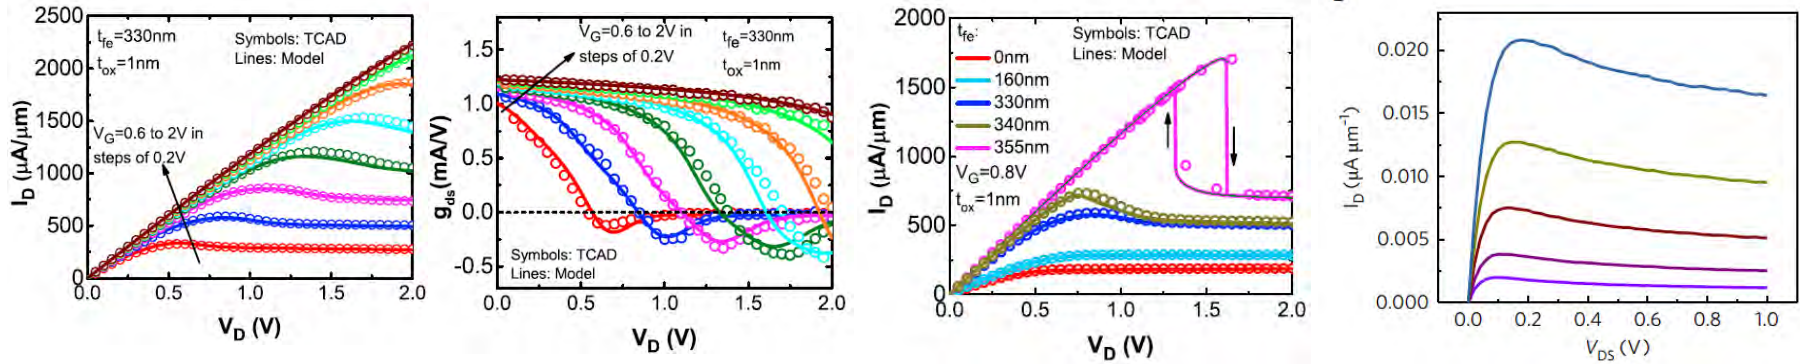 t_fe=330nm
t_ox=1nm
Symbols: TCAD
Lines: Model
V_G=0.6 to 2V in
steps of 0.2V
I_D (μA/μm)
2500
2000
1500
1000
500
0
0.0 0.5 1.0 1.5 2.0
V_D (V)
V_G=0.6 to 2V in
steps of 0.2V
t_fe=330nm
t_ox=1nm
g_ds(mA/V)
1.5
1.0
0.5
0.0
-0.5
Symbols: TCAD
Lines: Model
0.0 0.5 1.0 1.5 2.0
V_D (V)
t_fe:
0nm
160nm
330nm
340nm
355nm
V_G=0.8V
t_ox=1nm
Symbols: TCAD
Lines: Model
I_D (μA/μm)
2000
1500
1000
500
0
0.0 0.5 1.0 1.5 2.0
V_D (V)
I_D (μA μm⁻¹)
0.020
0.015
0.010
0.005
0.000
0.0 0.2 0.4 0.6 0.8 1.0
V_DS (V)